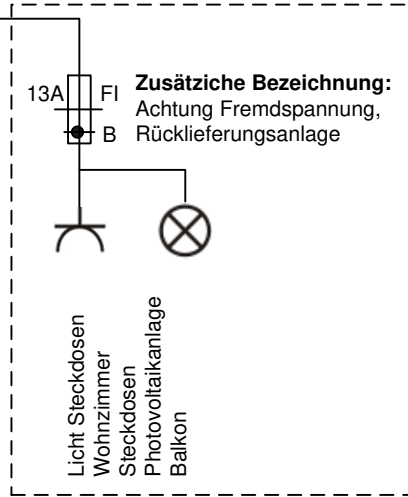 13A
FI
B
Zusätziche Bezeichnung:
Achtung Fremdspannung,
Rücklieferungsanlage
Licht Steckdosen
Wohnzimmer
Steckdosen
Photovoltaikanlage
Balkon